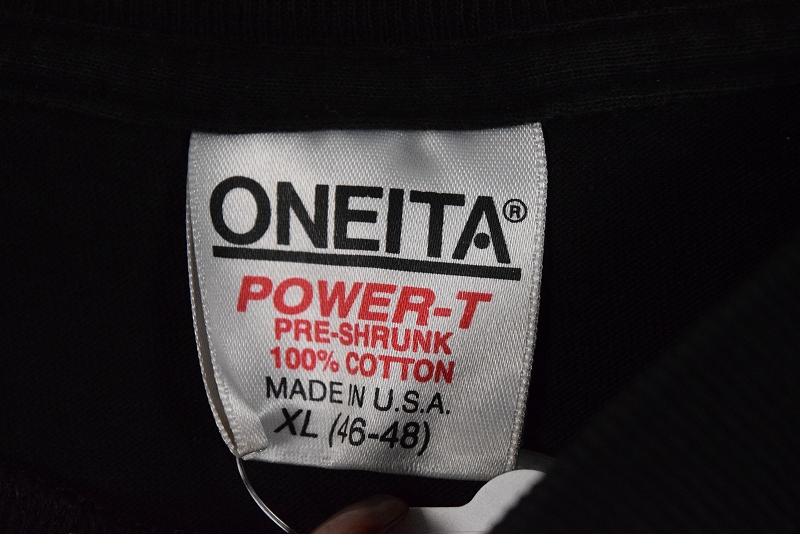 ONEITA®
POWER-T
PRE-SHRUNK
100% COTTON
MADE IN U.S.A.
XL (46-48)